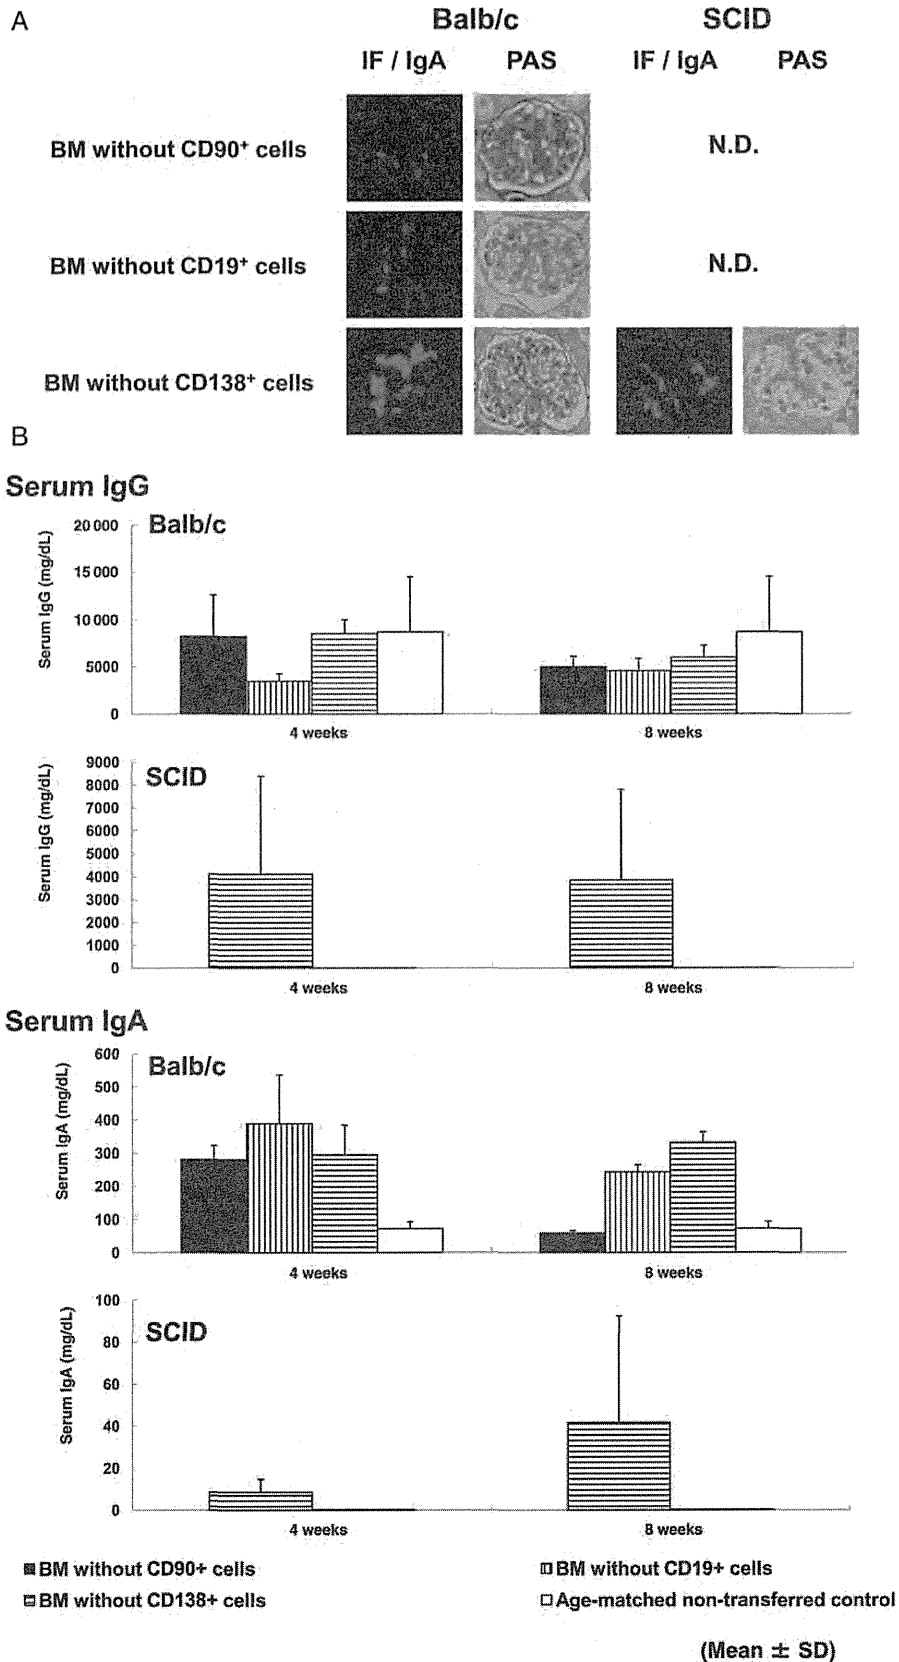 A
Balb/c SCID
IF / IgA PAS IF / IgA PAS
BM without CD90⁺ cells N.D.
BM without CD19⁺ cells N.D.
BM without CD138⁺ cells
B
Serum IgG
Balb/c
Serum IgG (mg/dL)
20 000
15 000
10 000
5000
0
4 weeks 8 weeks
SCID
Serum IgG (mg/dL)
9000
8000
7000
6000
5000
4000
3000
2000
1000
0
4 weeks 8 weeks
Serum IgA
Balb/c
Serum IgA (mg/dL)
600
500
400
300
200
100
0
4 weeks 8 weeks
SCID
Serum IgA (mg/dL)
100
80
60
40
20
0
4 weeks 8 weeks
BM without CD90+ cells BM without CD19+ cells
BM without CD138+ cells Age-matched non-transferred control
(Mean ± SD)